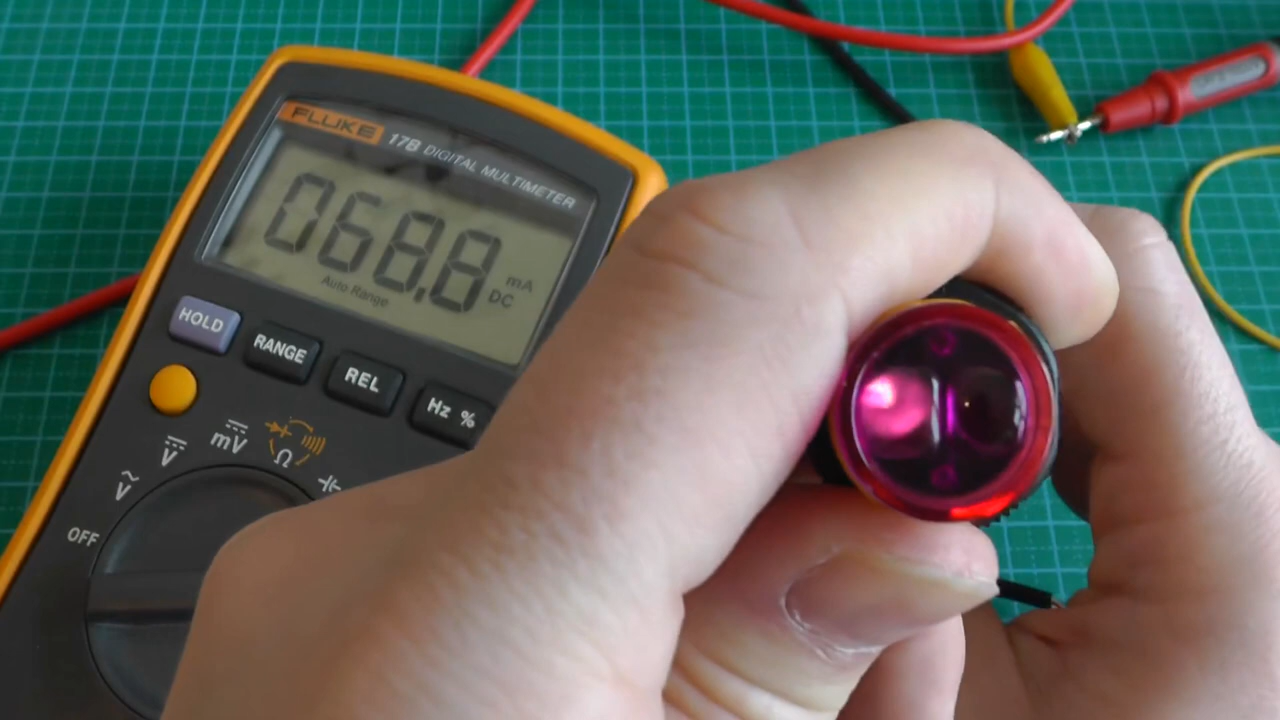 FLUKE 17B DIGITAL MULTIMETER
068.8 mA DC
Auto Range
HOLD RANGE REL Hz %
OFF Ṽ V mV Ω